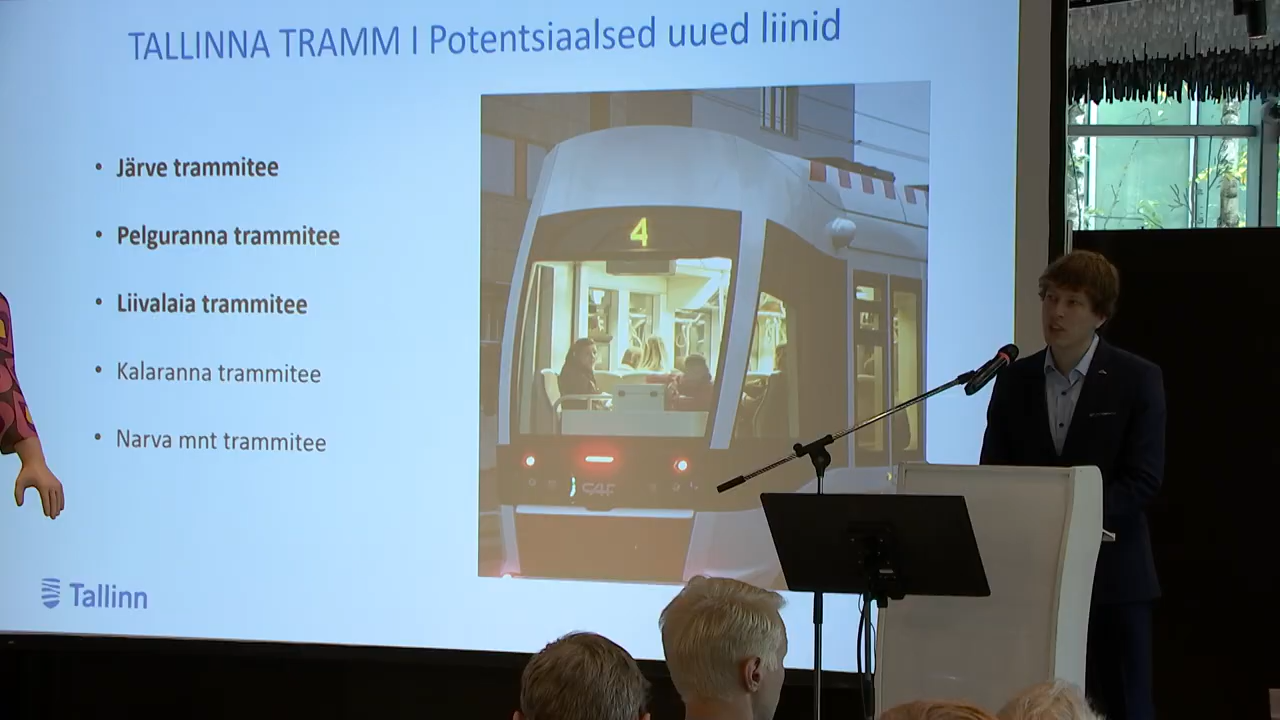 TALLINNA TRAMM I Potentsiaalsed uued liinid
• Järve trammitee
• Pelguranna trammitee
• Liivalaia trammitee
• Kalaranna trammitee
• Narva mnt trammitee
4
CAF
Tallinn